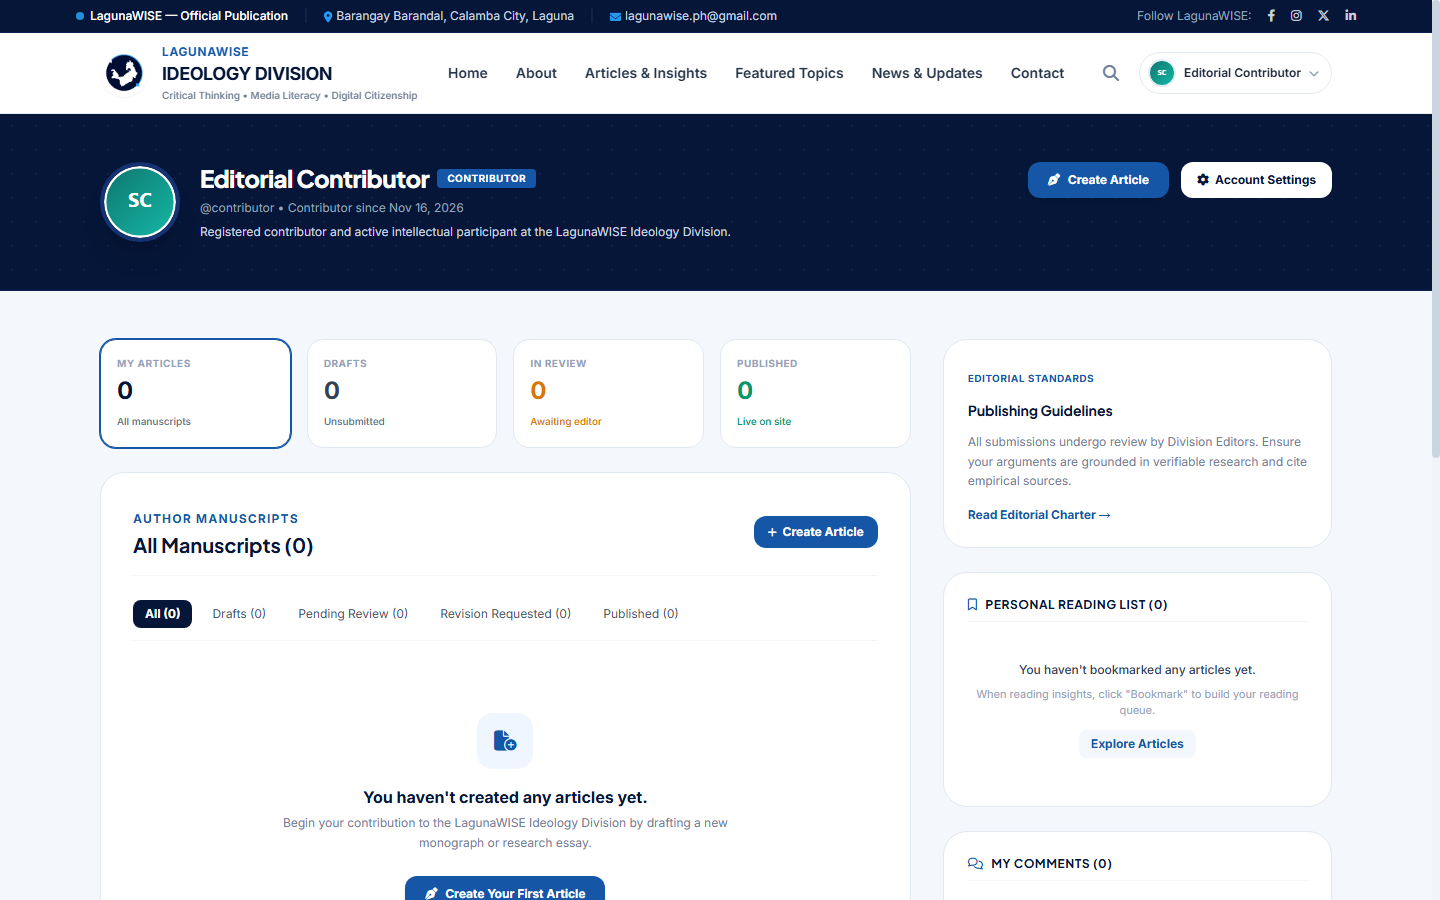 LagunaWISE — Official Publication
Barangay Barandal, Calamba City, Laguna
lagunawise.ph@gmail.com
Follow LagunaWISE:
LAGUNAWISE
IDEOLOGY DIVISION
Critical Thinking • Media Literacy • Digital Citizenship
Home
About
Articles & Insights
Featured Topics
News & Updates
Contact
SC
Editorial Contributor
SC
Editorial Contributor
CONTRIBUTOR
@contributor • Contributor since Nov 16, 2026
Registered contributor and active intellectual participant at the LagunaWISE Ideology Division.
Create Article
Account Settings
MY ARTICLES
0
All manuscripts
DRAFTS
0
Unsubmitted
IN REVIEW
0
Awaiting editor
PUBLISHED
0
Live on site
AUTHOR MANUSCRIPTS
All Manuscripts (0)
+ Create Article
All (0)
Drafts (0)
Pending Review (0)
Revision Requested (0)
Published (0)
You haven't created any articles yet.
Begin your contribution to the LagunaWISE Ideology Division by drafting a new
monograph or research essay.
Create Your First Article
EDITORIAL STANDARDS
Publishing Guidelines
All submissions undergo review by Division Editors. Ensure
your arguments are grounded in verifiable research and cite
empirical sources.
Read Editorial Charter →
PERSONAL READING LIST (0)
You haven't bookmarked any articles yet.
When reading insights, click "Bookmark" to build your reading
queue.
Explore Articles
MY COMMENTS (0)